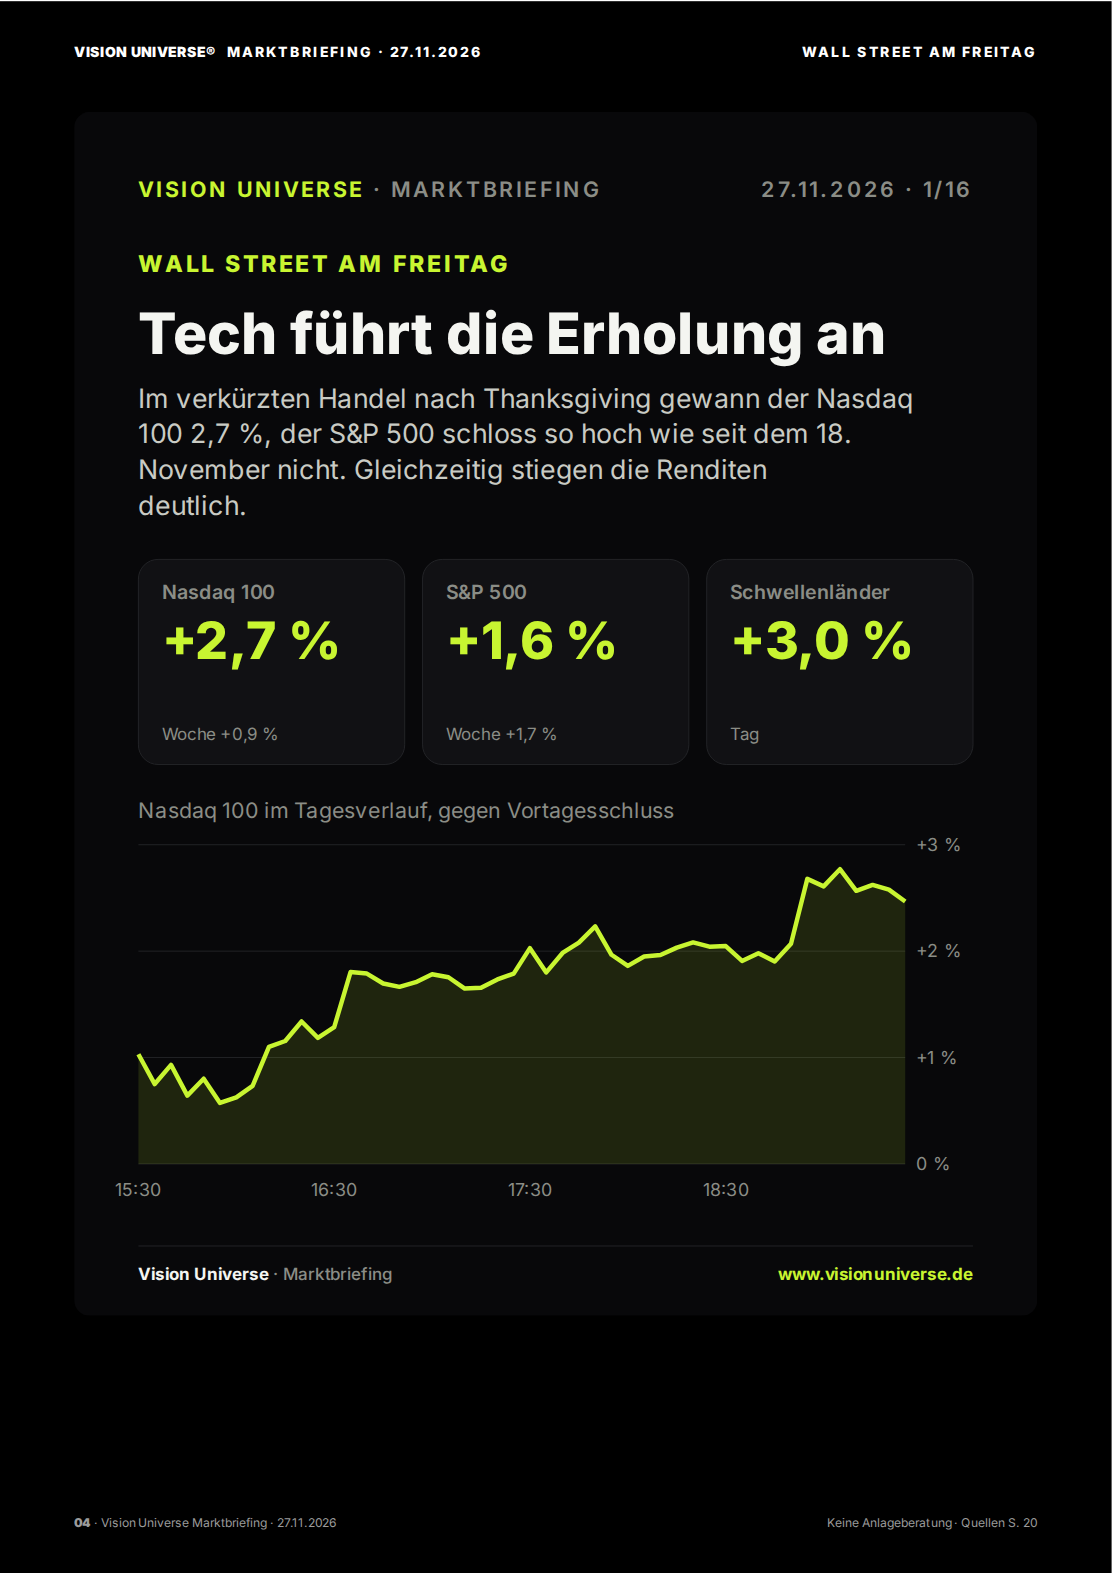 VISION UNIVERSE® MARKTBRIEFING · 27.11.2026
WALL STREET AM FREITAG
VISION UNIVERSE · MARKTBRIEFING
27.11.2026 · 1/16
WALL STREET AM FREITAG
Tech führt die Erholung an
Im verkürzten Handel nach Thanksgiving gewann der Nasdaq
100 2,7 %, der S&P 500 schloss so hoch wie seit dem 18.
November nicht. Gleichzeitig stiegen die Renditen
deutlich.
Nasdaq 100
+2,7 %
Woche +0,9 %
S&P 500
+1,6 %
Woche +1,7 %
Schwellenländer
+3,0 %
Tag
Nasdaq 100 im Tagesverlauf, gegen Vortagesschluss
+3 %
+2 %
+1 %
0 %
15:30
16:30
17:30
18:30
Vision Universe · Marktbriefing
www.visionuniverse.de
04 · Vision Universe Marktbriefing · 27.11.2026
Keine Anlageberatung · Quellen S. 20